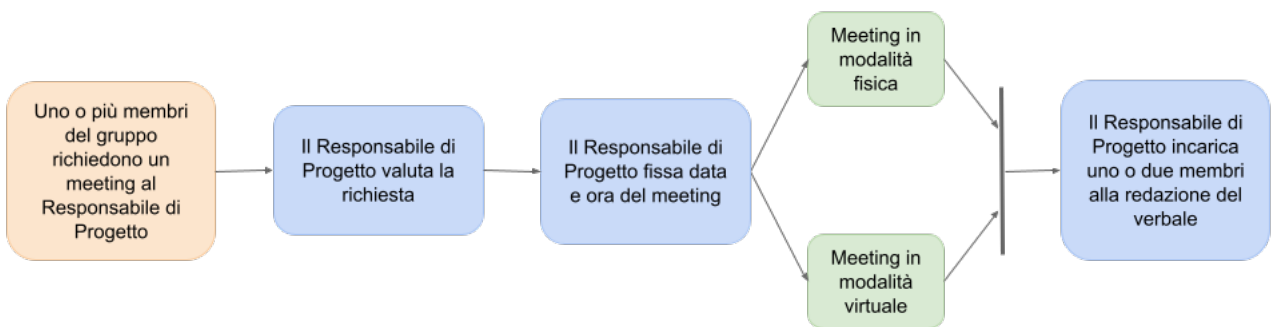 Uno o più membri
del gruppo
richiedono un
meeting al
Responsabile di
Progetto
Il Responsabile di
Progetto valuta la
richiesta
Il Responsabile di
Progetto fissa data
e ora del meeting
Meeting in
modalità
fisica
Meeting in
modalità
virtuale
Il Responsabile di
Progetto incarica
uno o due membri
alla redazione del
verbale